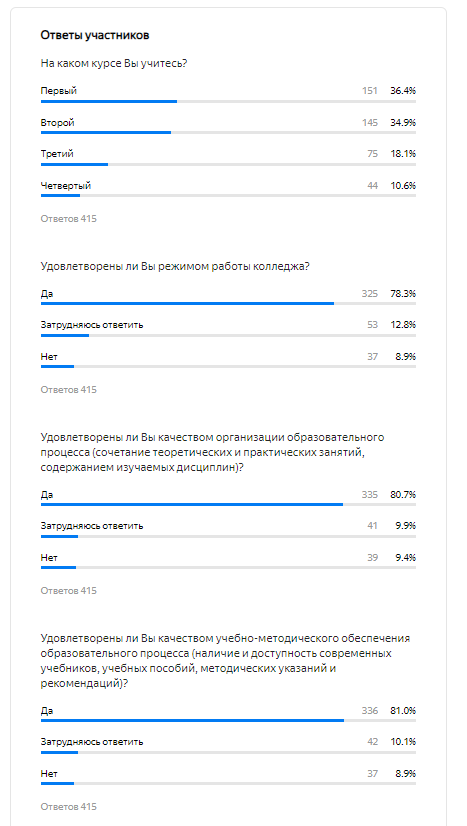 Ответы участников
На каком курсе Вы учитесь?
Первый 151 36.4%
Второй 145 34.9%
Третий 75 18.1%
Четвертый 44 10.6%
Ответов 415
Удовлетворены ли Вы режимом работы колледжа?
Да 325 78.3%
Затрудняюсь ответить 53 12.8%
Нет 37 8.9%
Ответов 415
Удовлетворены ли Вы качеством организации образовательного
процесса (сочетание теоретических и практических занятий,
содержанием изучаемых дисциплин)?
Да 335 80.7%
Затрудняюсь ответить 41 9.9%
Нет 39 9.4%
Ответов 415
Удовлетворены ли Вы качеством учебно-методического обеспечения
образовательного процесса (наличие и доступность современных
учебников, учебных пособий, методических указаний и
рекомендаций)?
Да 336 81.0%
Затрудняюсь ответить 42 10.1%
Нет 37 8.9%
Ответов 415